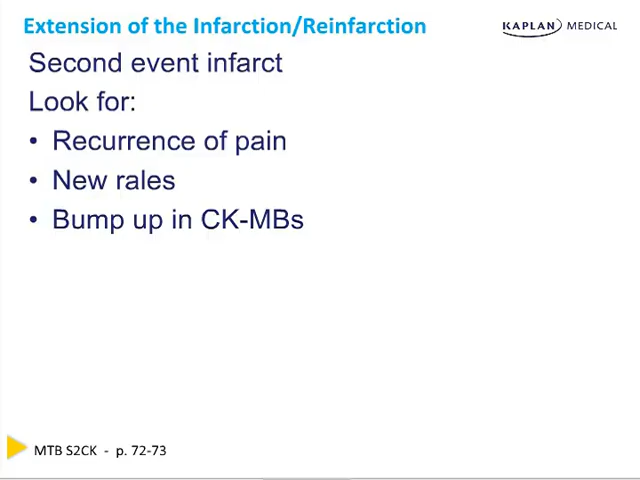 Extension of the Infarction/Reinfarction
KAPLAN MEDICAL
Second event infarct
Look for:
• Recurrence of pain
• New rales
• Bump up in CK-MBs
MTB S2CK - p. 72-73